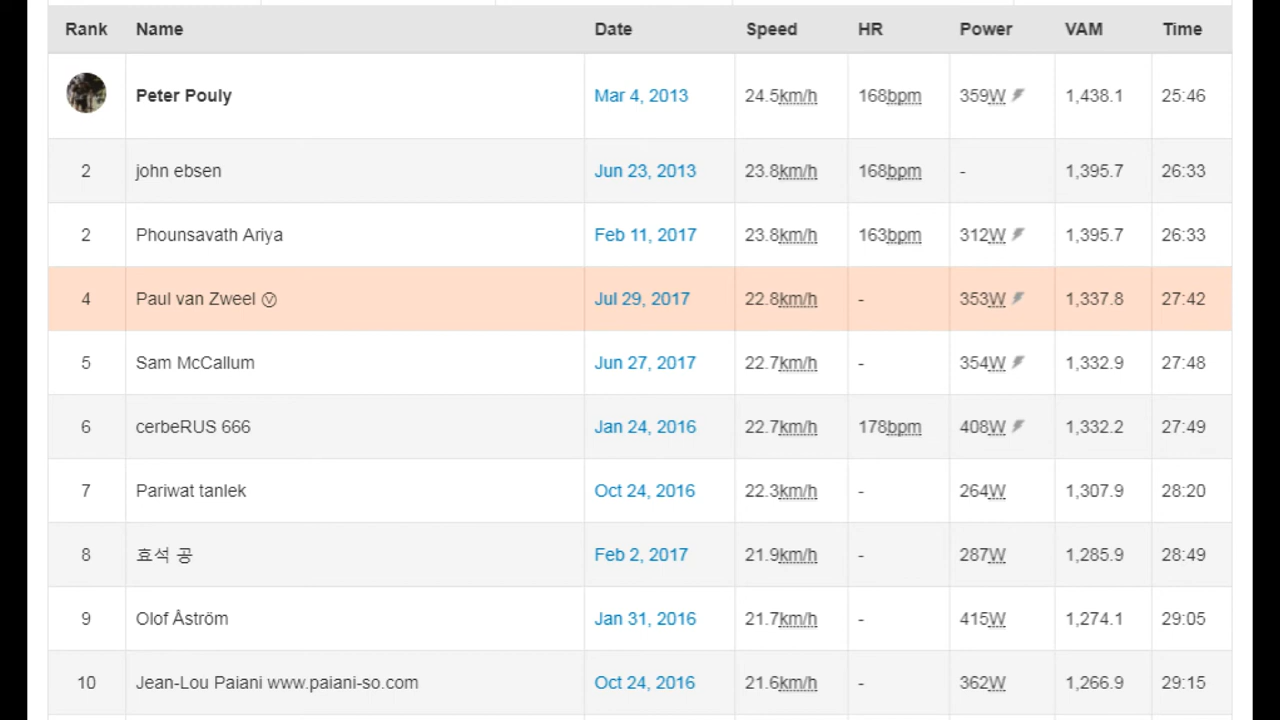 Rank Name Date Speed HR Power VAM Time
Peter Pouly Mar 4, 2013 24.5km/h 168bpm 359W 1,438.1 25:46
2 john ebsen Jun 23, 2013 23.8km/h 168bpm - 1,395.7 26:33
2 Phounsavath Ariya Feb 11, 2017 23.8km/h 163bpm 312W 1,395.7 26:33
4 Paul van Zweel Ⓥ Jul 29, 2017 22.8km/h - 353W 1,337.8 27:42
5 Sam McCallum Jun 27, 2017 22.7km/h - 354W 1,332.9 27:48
6 cerbeRUS 666 Jan 24, 2016 22.7km/h 178bpm 408W 1,332.2 27:49
7 Pariwat tanlek Oct 24, 2016 22.3km/h - 264W 1,307.9 28:20
8 효석 공 Feb 2, 2017 21.9km/h - 287W 1,285.9 28:49
9 Olof Åström Jan 31, 2016 21.7km/h - 415W 1,274.1 29:05
10 Jean-Lou Paiani www.paiani-so.com Oct 24, 2016 21.6km/h - 362W 1,266.9 29:15